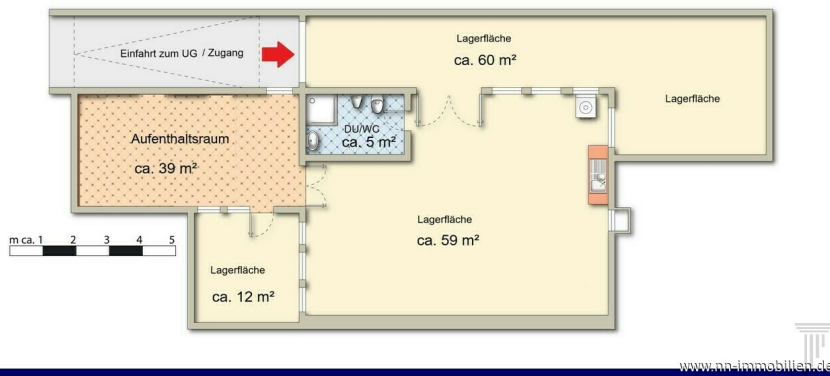 Lagerfläche
Einfahrt zum UG / Zugang
ca. 60 m²
Lagerfläche
DU/WC
ca. 5 m²
Aufenthaltsraum
ca. 39 m²
Lagerfläche
ca. 59 m²
m ca. 1 2 3 4 5
Lagerfläche
ca. 12 m²
www.nn-immobilien.de